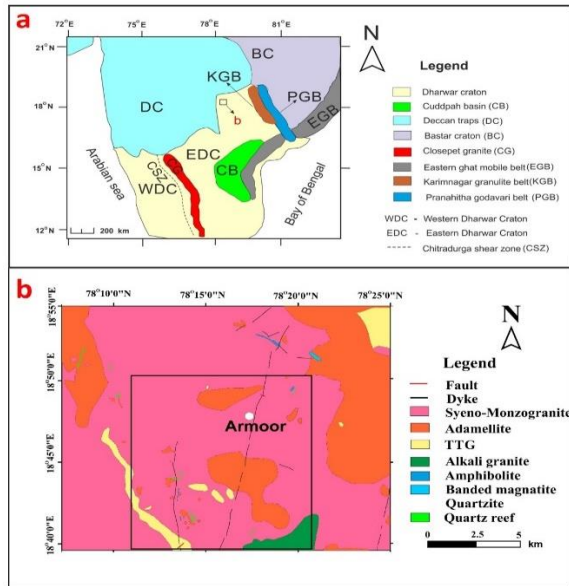 a
72°E 75°E 78°E 81°E
21°N
18°N
15°N
12°N
BC
KGB
PGB
EGB
DC
b
EDC
CB
CSZ
CG
WDC
Arabian sea
Bay of Bengal
200 km
N
Legend
Dharwar craton
Cuddpah basin (CB)
Deccan traps (DC)
Bastar craton (BC)
Closepet granite (CG)
Eastern ghat mobile belt(EGB)
Karimnagar granulite belt(KGB)
Pranahitha godavari belt(PGB)
WDC - Western Dharwar Craton
EDC - Eastern Dharwar Craton
Chitradurga shear zone (CSZ)
b
78°10'0"E 78°15'0"E 78°20'0"E 78°25'0"E
18°55'0"E
18°50'0"E
18°45'0"E
18°40'0"E
Armoor
N
Legend
Fault
Dyke
Syeno-Monzogranite
Adamellite
TTG
Alkali granite
Amphibolite
Banded magnatite
Quartzite
Quartz reef
0 2.5 5 10 km